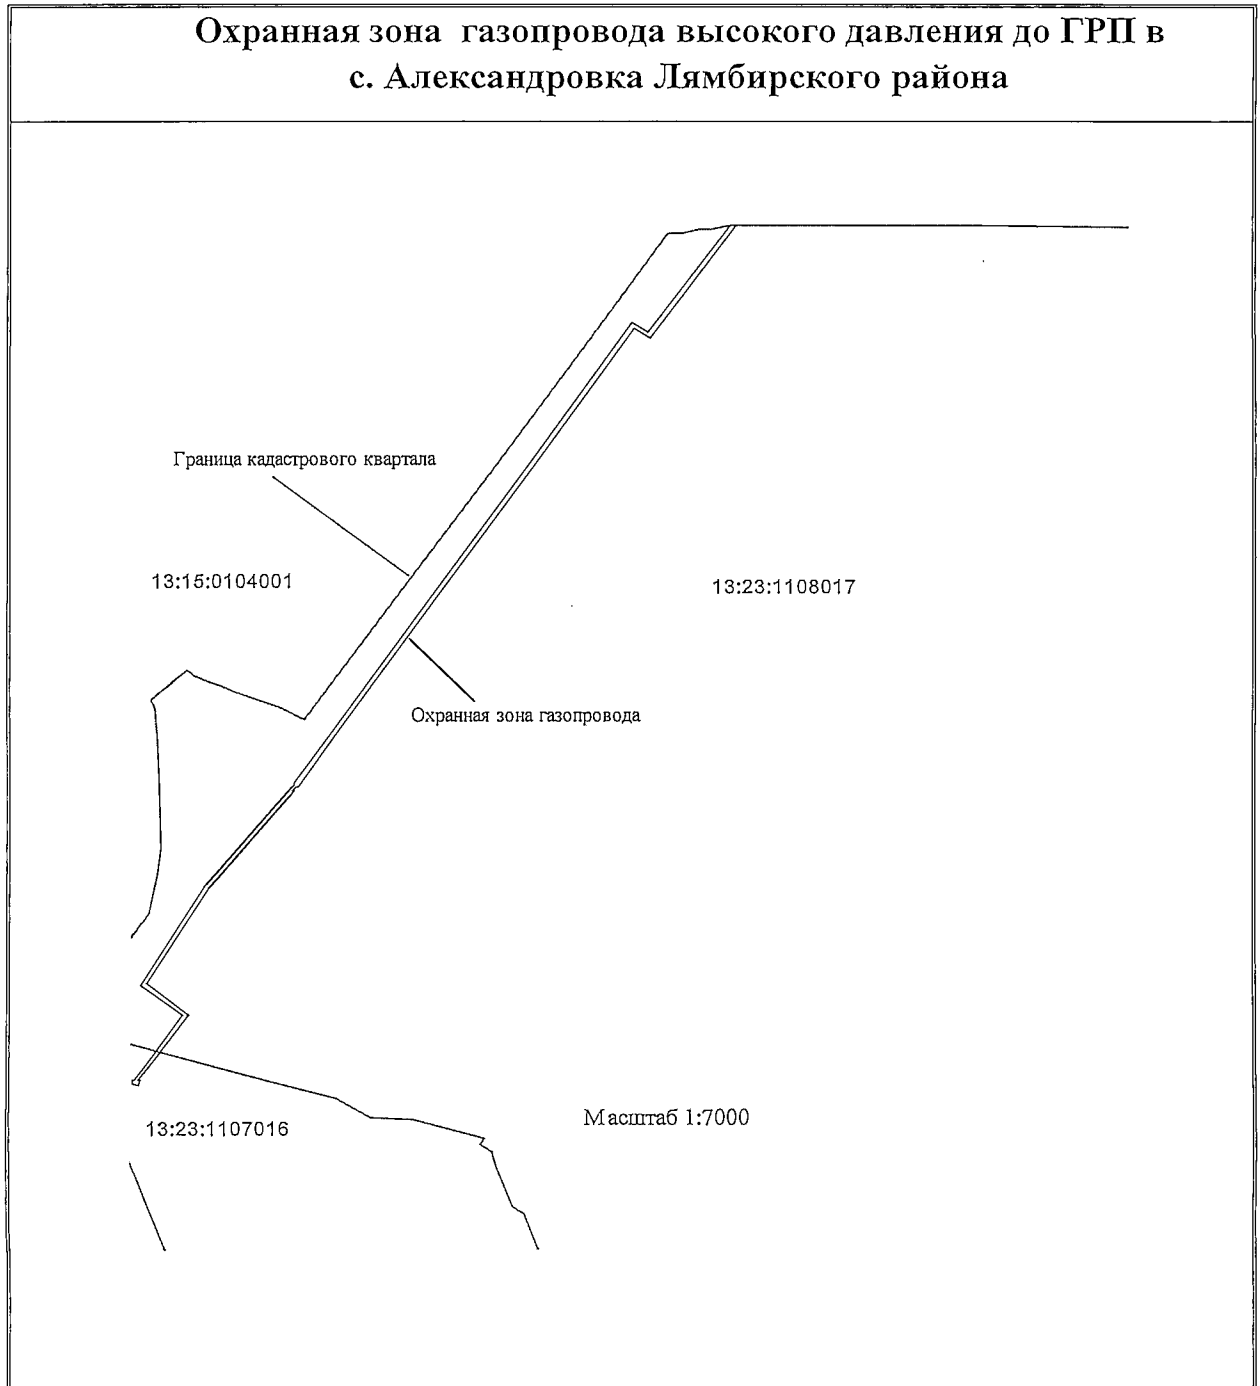 Охранная зона газопровода высокого давления до ГРП в
с. Александровка Лямбирского района
Граница кадастрового квартала
13:15:0104001
13:23:1108017
Охранная зона газопровода
Масштаб 1:7000
13:23:1107016